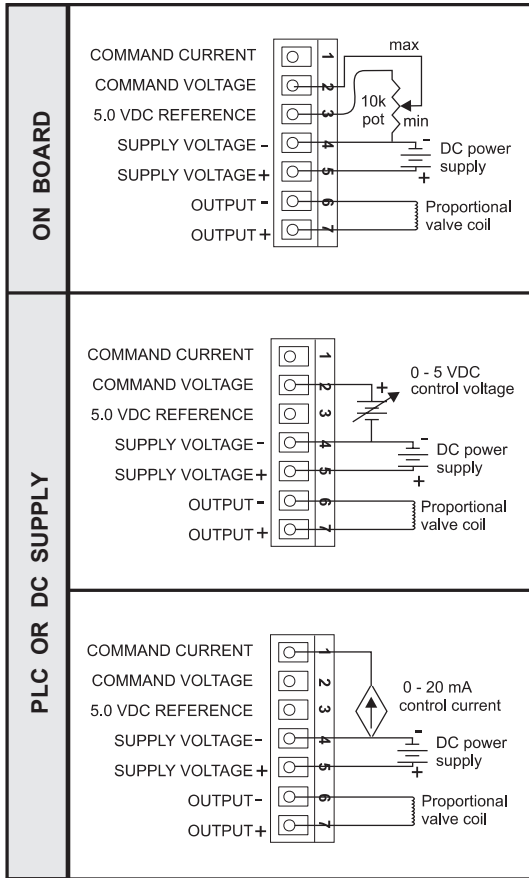 ON BOARD
COMMAND CURRENT
COMMAND VOLTAGE
5.0 VDC REFERENCE
SUPPLY VOLTAGE -
SUPPLY VOLTAGE +
OUTPUT -
OUTPUT +
1
2
3
4
5
6
7
max
10k
pot
min
-
DC power
supply
+
Proportional
valve coil
PLC OR DC SUPPLY
COMMAND CURRENT
COMMAND VOLTAGE
5.0 VDC REFERENCE
SUPPLY VOLTAGE -
SUPPLY VOLTAGE +
OUTPUT -
OUTPUT +
1
2
3
4
5
6
7
+
0 - 5 VDC
control voltage
-
DC power
supply
+
Proportional
valve coil
COMMAND CURRENT
COMMAND VOLTAGE
5.0 VDC REFERENCE
SUPPLY VOLTAGE -
SUPPLY VOLTAGE +
OUTPUT -
OUTPUT +
1
2
3
4
5
6
7
0 - 20 mA
control current
-
DC power
supply
+
Proportional
valve coil